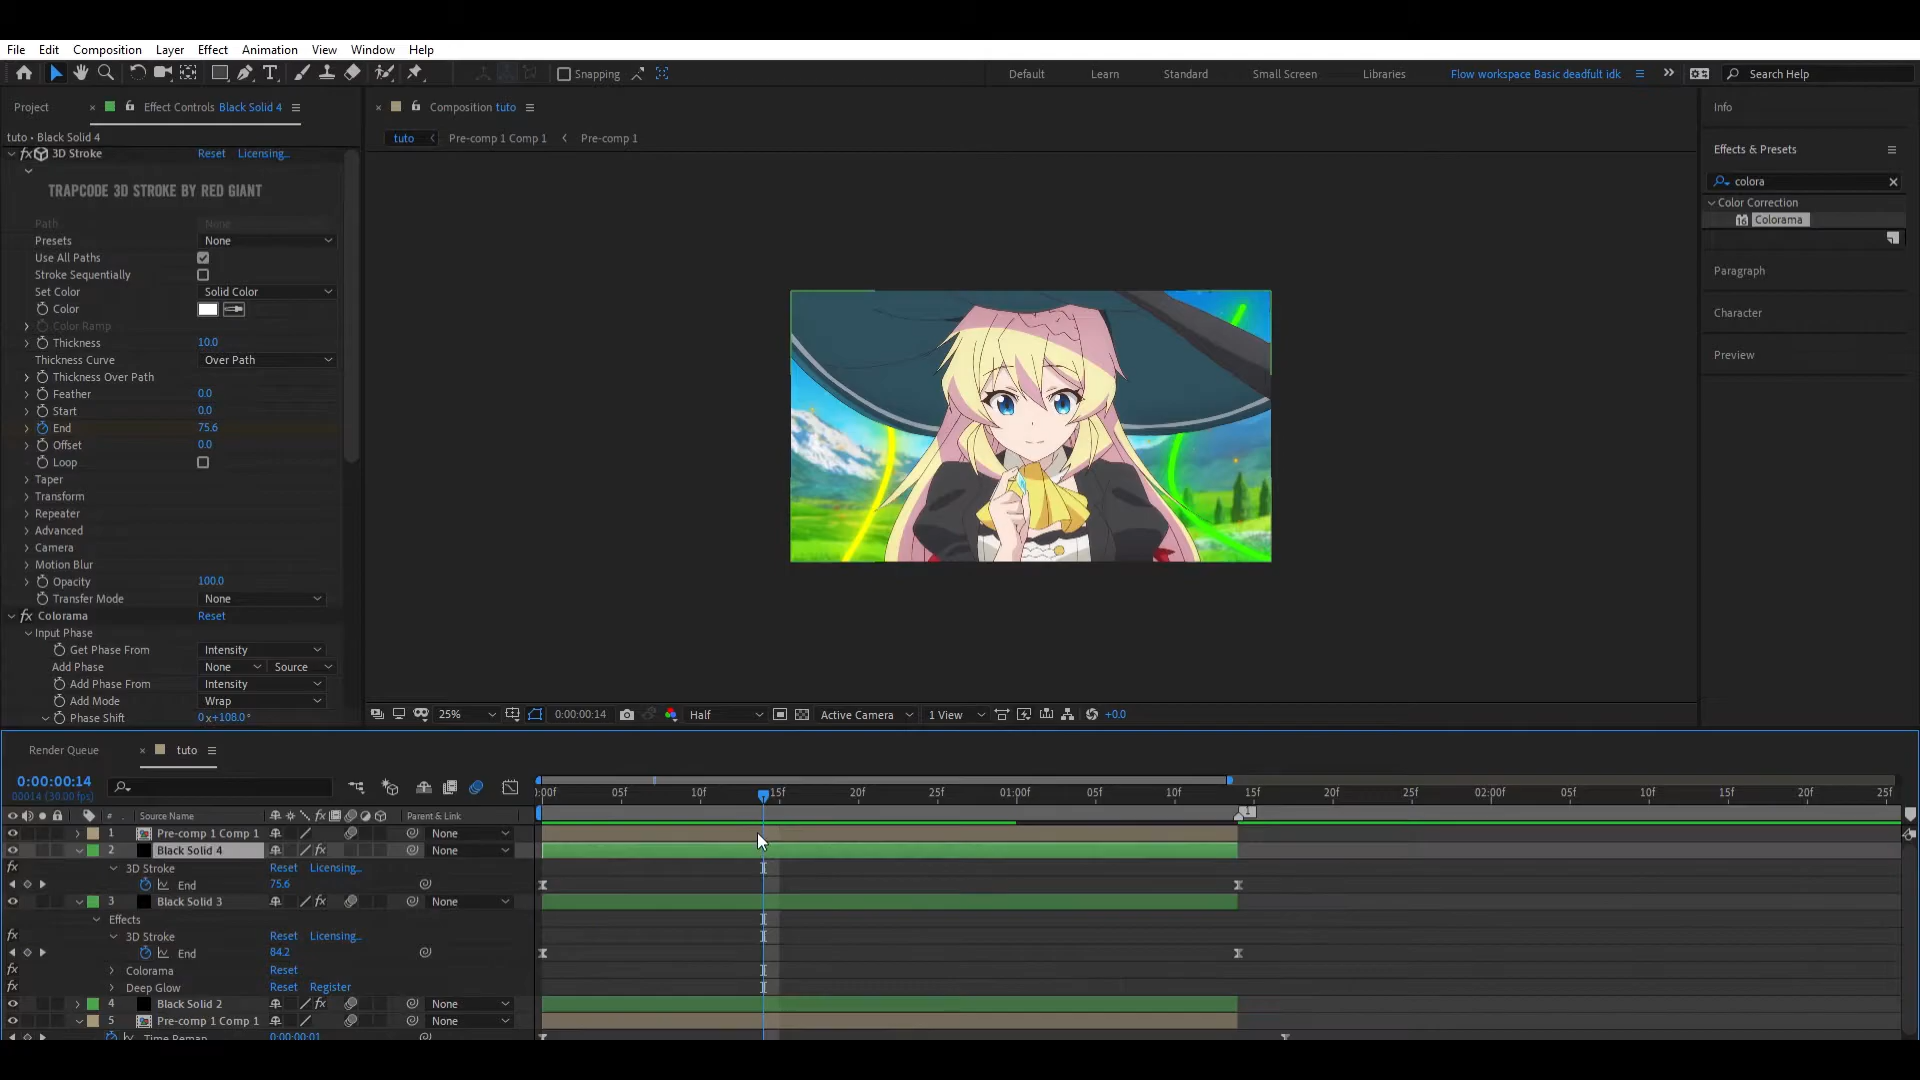 File Edit Composition Layer Effect Animation View Window Help
Snapping Default Learn Standard Small Screen Libraries Flow workspace Basic deadfult idk Search Help
Project Effect Controls Black Solid 4
tuto • Black Solid 4
3D Stroke Reset Licensing...
TRAPCODE 3D STROKE BY RED GIANT
Path None
Presets None
Use All Paths
Stroke Sequentially
Set Color Solid Color
Color
Color Ramp
Thickness 10.0
Thickness Curve Over Path
Thickness Over Path
Feather 0.0
Start 0.0
End 75.6
Offset 0.0
Loop
Taper
Transform
Repeater
Advanced
Camera
Motion Blur
Opacity 100.0
Transfer Mode None
Colorama Reset
Input Phase
Get Phase From Intensity
Add Phase None Source
Add Phase From Intensity
Add Mode Wrap
Phase Shift 0x+108.0°
Composition tuto
tuto Pre-comp 1 Comp 1 Pre-comp 1
25% 0:00:00:14 Half Active Camera 1 View +0.0
Info
Effects & Presets
colora
Color Correction
16 Colorama
Paragraph
Character
Preview
Render Queue tuto
0:00:00:14
00014 (30.00 fps)
:00f 05f 10f 15f 20f 25f 01:00f 05f 10f 15f 20f 25f 02:00f 05f 10f 15f 20f 25f
# . Source Name Parent & Link
1
1 Pre-comp 1 Comp 1 None
2 Black Solid 4 fx None
fx 3D Stroke Reset Licensing...
End 75.6
3 Black Solid 3 fx None
Effects
fx 3D Stroke Reset Licensing...
End 84.2
fx Colorama Reset
fx Deep Glow Reset Register
4 Black Solid 2 fx None
5 Pre-comp 1 Comp 1 None
Time Remap 0:00:00:01